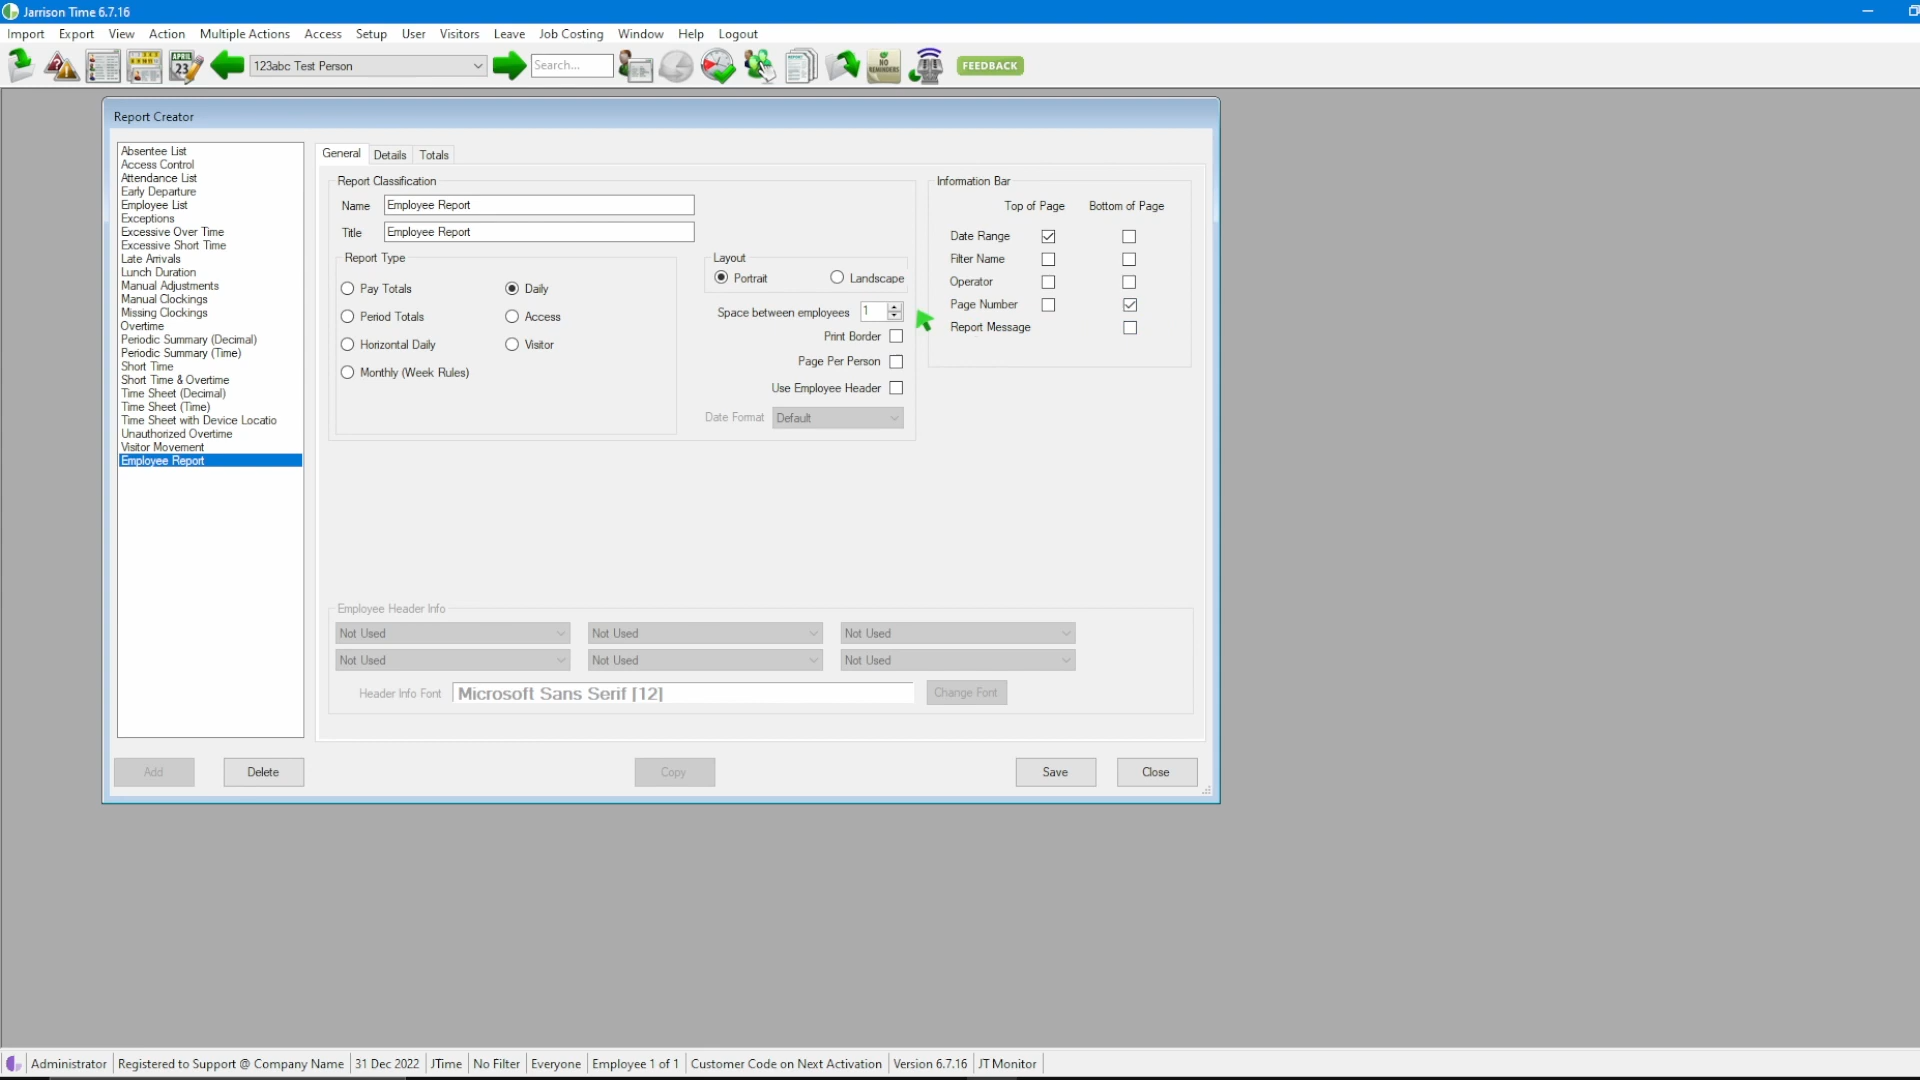 Jarrison Time 6.7.16
Import Export View Action Multiple Actions Access Setup User Visitors Leave Job Costing Window Help Logout
APRIL 23 123abc Test Person Search... NO REMINDERS FEEDBACK
Report Creator
Absentee List
Access Control
Attendance List
Early Departure
Employee List
Exceptions
Excessive Over Time
Excessive Short Time
Late Arrivals
Lunch Duration
Manual Adjustments
Manual Clockings
Missing Clockings
Overtime
Periodic Summary (Decimal)
Periodic Summary (Time)
Short Time
Short Time & Overtime
Time Sheet (Decimal)
Time Sheet (Time)
Time Sheet with Device Locatio
Unauthorized Overtime
Visitor Movement
Employee Report
General Details Totals
Report Classification
Name Employee Report
Title Employee Report
Report Type
Pay Totals Daily
Period Totals Access
Horizontal Daily Visitor
Monthly (Week Rules)
Layout
Portrait Landscape
Space between employees 1
Print Border
Page Per Person
Use Employee Header
Date Format Default
Information Bar
Top of Page Bottom of Page
Date Range
Filter Name
Operator
Page Number
Report Message
Employee Header Info
Not Used Not Used Not Used
Not Used Not Used Not Used
Header Info Font Microsoft Sans Serif [12] Change Font
Add Delete Copy Save Close
Administrator Registered to Support @ Company Name 31 Dec 2022 JTime No Filter Everyone Employee 1 of 1 Customer Code on Next Activation Version 6.7.16 JT Monitor